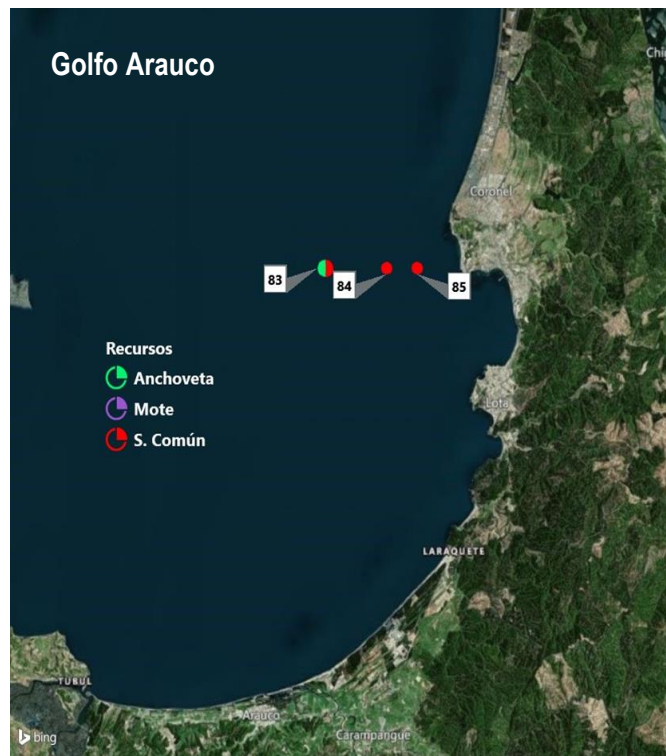 Golfo Arauco
Coronel
83
84
85
Recursos
Anchoveta
Mote
S. Común
Lota
LARAQUETE
TUBUL
Arauco
Carampangue
bing